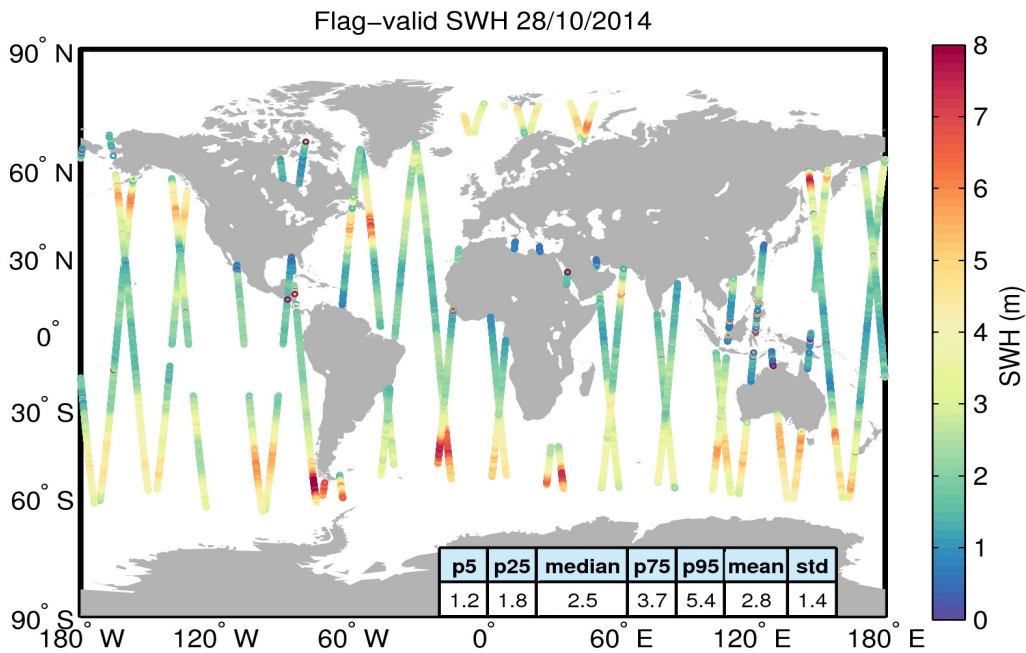 Flag−valid SWH 28/10/2014
90° N
60° N
30° N
0°
30° S
60° S
90° S
180° W
120° W
60° W
0°
60° E
120° E
180° E
8
7
6
5
4
3
2
1
0
SWH (m)
p5 p25 median p75 p95 mean std
1.2 1.8 2.5 3.7 5.4 2.8 1.4